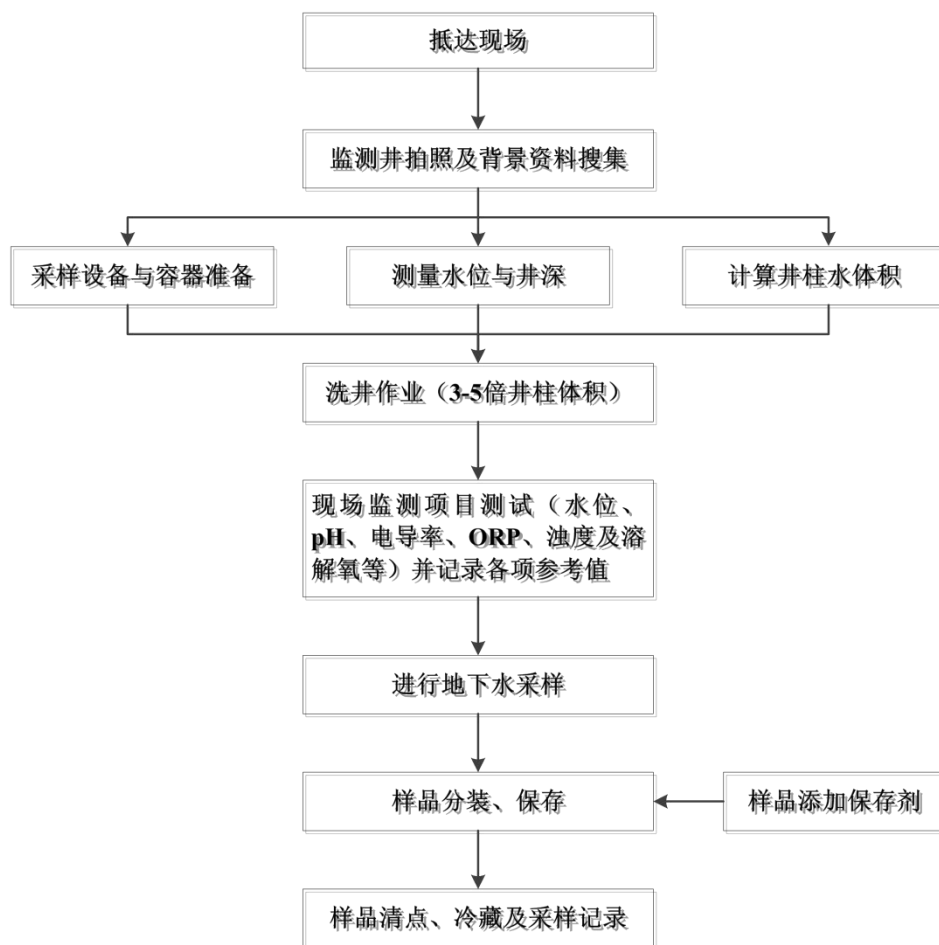 抵达现场
监测井拍照及背景资料搜集
采样设备与容器准备
测量水位与井深
计算井柱水体积
洗井作业（3-5倍井柱体积）
现场监测项目测试（水位、
pH、电导率、ORP、浊度及溶
解氧等）并记录各项参考值
进行地下水采样
样品分装、保存
样品添加保存剂
样品清点、冷藏及采样记录